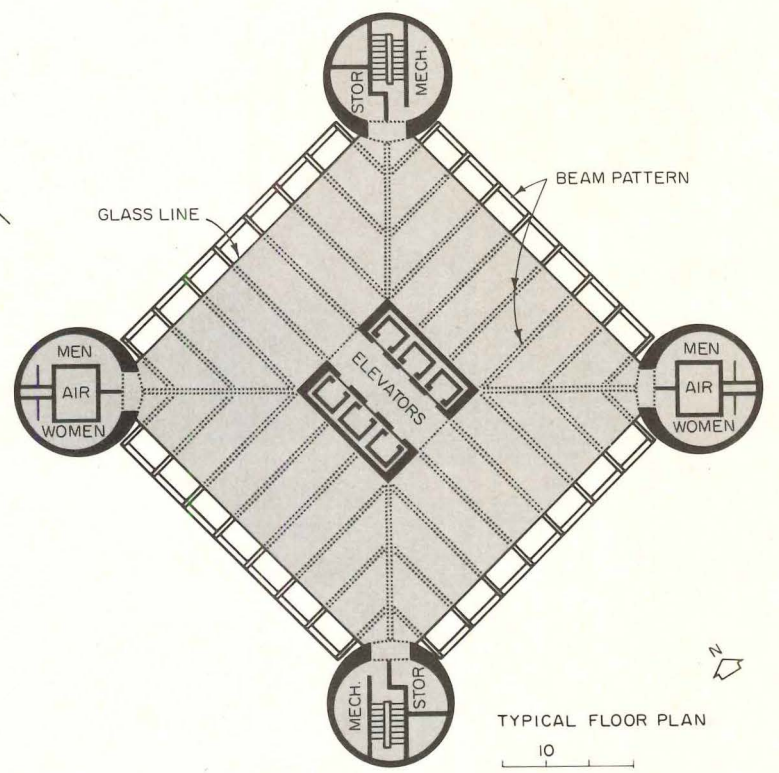 STOR
MECH.
BEAM PATTERN
GLASS LINE
MEN
AIR
WOMEN
ELEVATORS
MEN
AIR
WOMEN
MECH.
STOR
N
TYPICAL FLOOR PLAN
10